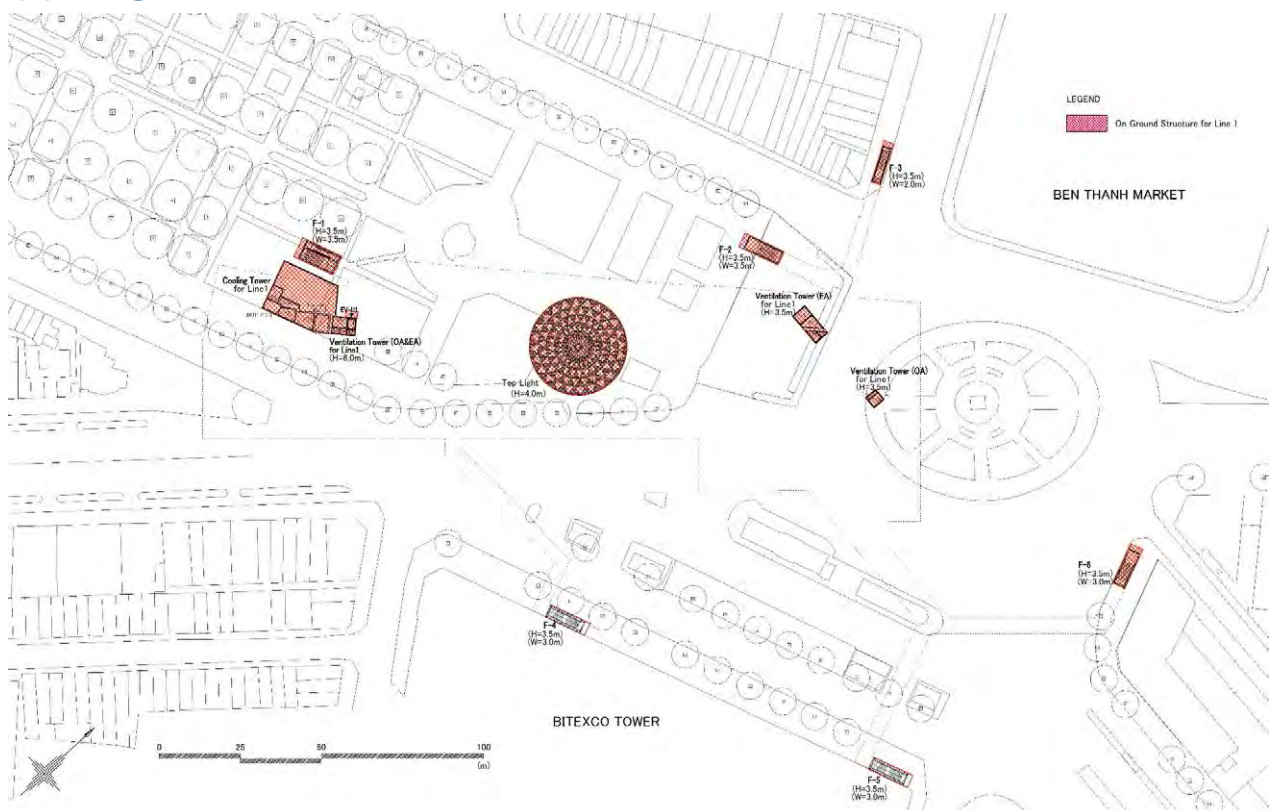 LEGEND
On Ground Structure for Line 1
BEN THANH MARKET
F-3
(H=3.5m)
(W=2.0m)
F-1
(H=3.5m)
(W=3.5m)
F-2
(H=3.5m)
(W=3.5m)
Cooling Tower
for Line1
Ventilation Tower (OA&EA)
for Line1
(H=6.0m)
Top Light
(H=4.0m)
Ventilation Tower (EA)
for Line1
(H=3.5m)
Ventilation Tower (OA)
for Line1
(H=3.5m)
F-6
(H=3.5m)
(W=3.0m)
F-4
(H=3.5m)
(W=3.0m)
BITEXCO TOWER
F-5
(H=3.5m)
(W=3.0m)
0 25 50 100
(m)